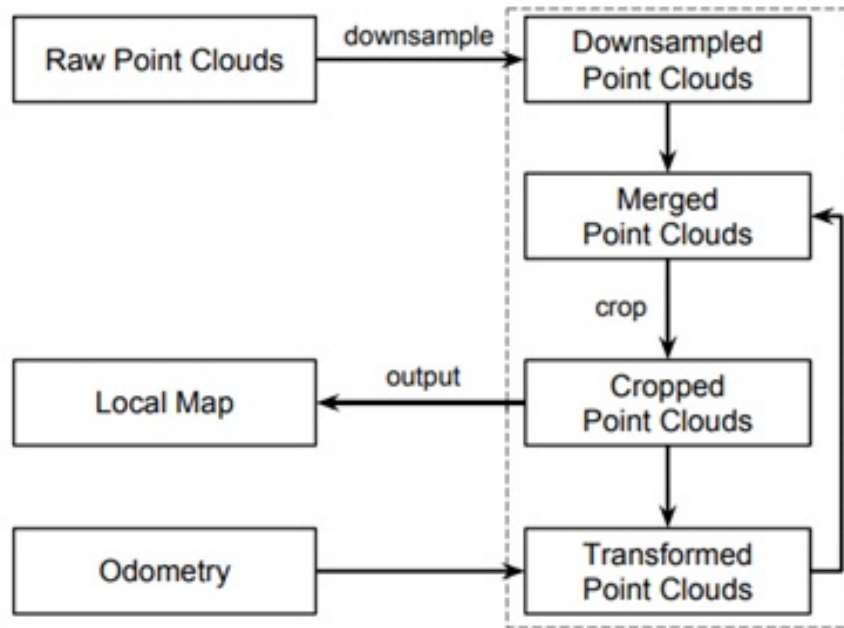 Raw Point Clouds
downsample
Downsampled
Point Clouds
Merged
Point Clouds
crop
Local Map
output
Cropped
Point Clouds
Odometry
Transformed
Point Clouds